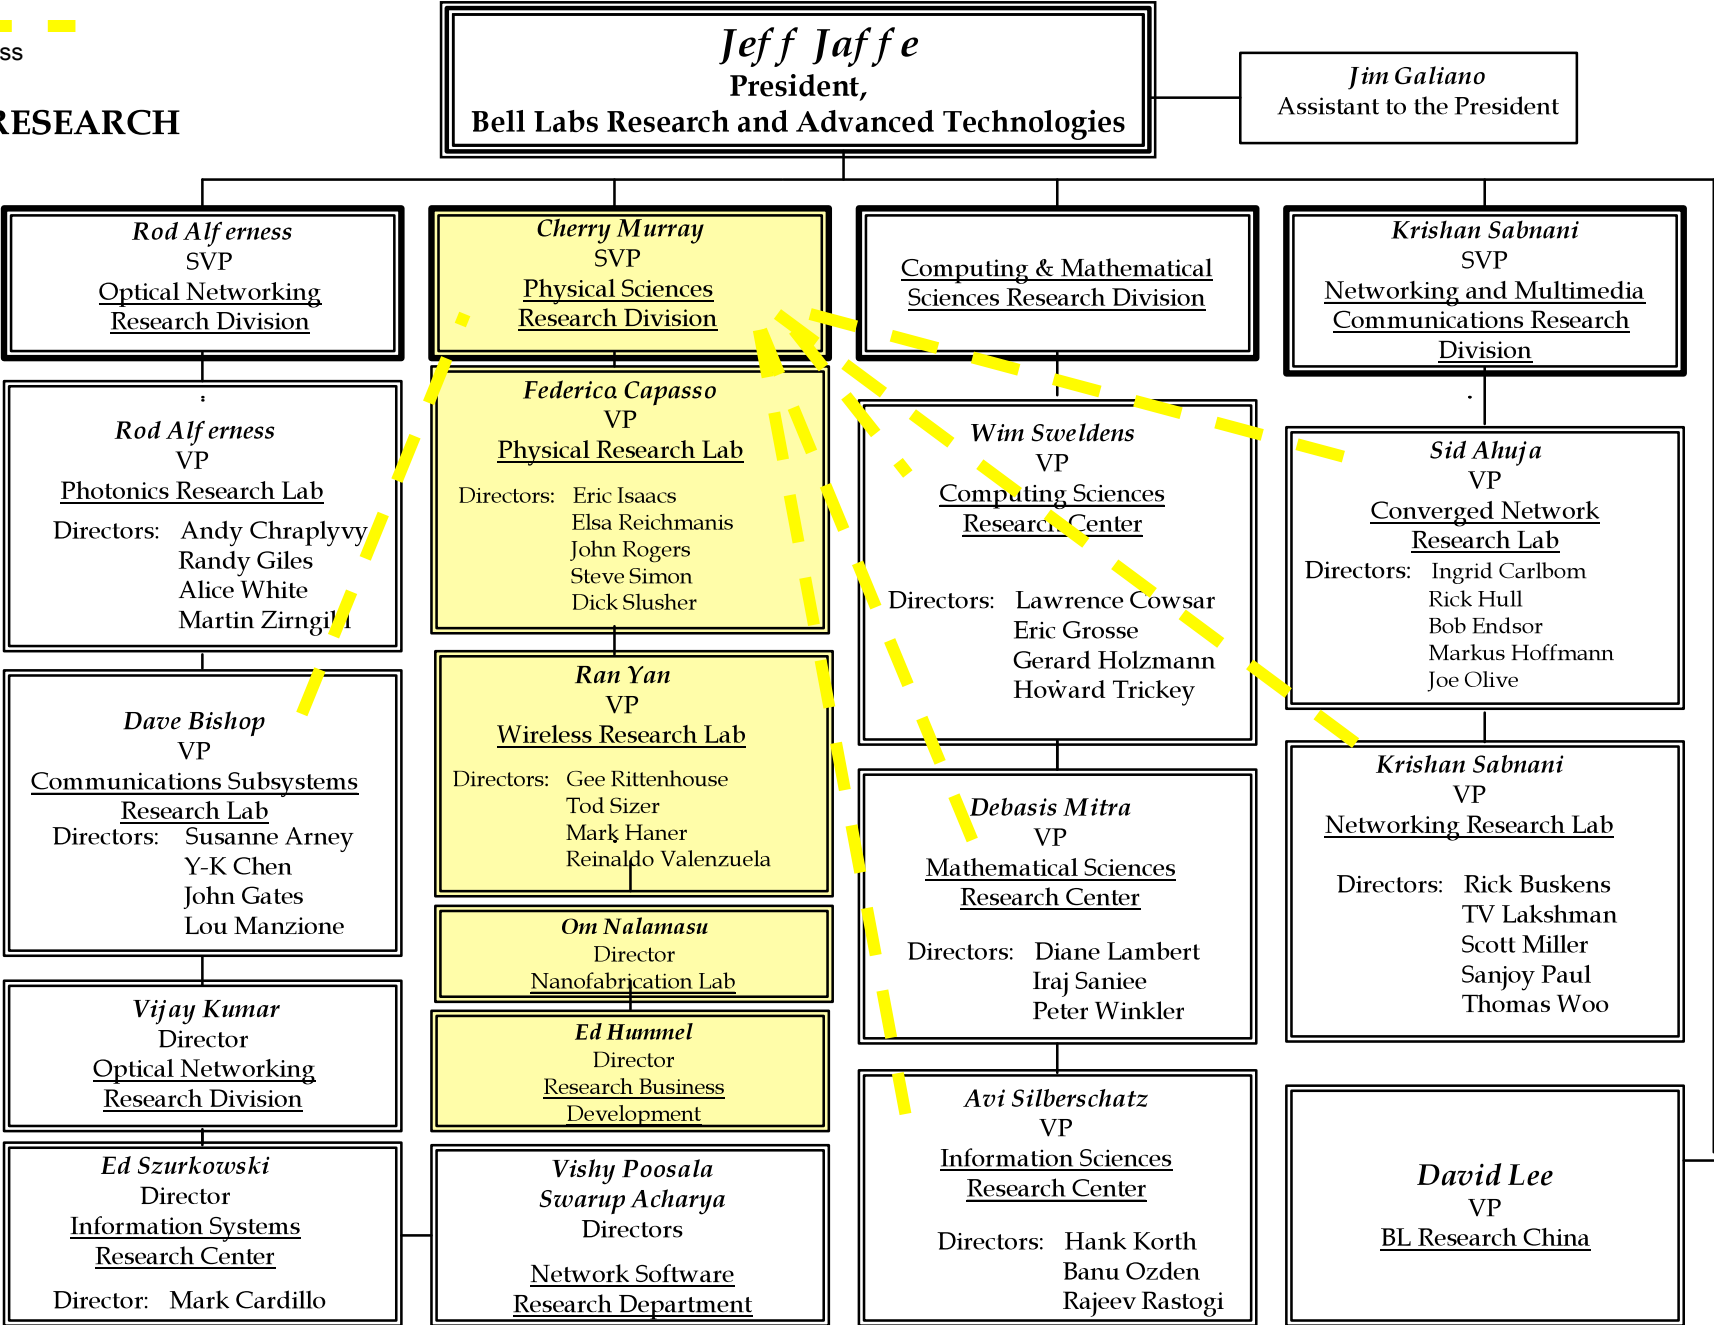 ss
RESEARCH
Jeff Jaffe
President,
Bell Labs Research and Advanced Technologies
Jim Galiano
Assistant to the President
Rod Alferness
SVP
Optical Networking
Research Division
Rod Alferness
VP
Photonics Research Lab
Directors: Andy Chraplyvy
Randy Giles
Alice White
Martin Zirngibl
Dave Bishop
VP
Communications Subsystems
Research Lab
Directors: Susanne Arney
Y-K Chen
John Gates
Lou Manzione
Vijay Kumar
Director
Optical Networking
Research Division
Ed Szurkowski
Director
Information Systems
Research Center
Director: Mark Cardillo
Cherry Murray
SVP
Physical Sciences
Research Division
Federico Capasso
VP
Physical Research Lab
Directors: Eric Isaacs
Elsa Reichmanis
John Rogers
Steve Simon
Dick Slusher
Ran Yan
VP
Wireless Research Lab
Directors: Gee Rittenhouse
Tod Sizer
Mark Haner
Reinaldo Valenzuela
Om Nalamasu
Director
Nanofabrication Lab
Ed Hummel
Director
Research Business
Development
Vishy Poosala
Swarup Acharya
Directors
Network Software
Research Department
Computing & Mathematical
Sciences Research Division
Wim Sweldens
VP
Computing Sciences
Research Center
Directors: Lawrence Cowsar
Eric Grosse
Gerard Holzmann
Howard Trickey
Debasis Mitra
VP
Mathematical Sciences
Research Center
Directors: Diane Lambert
Iraj Saniee
Peter Winkler
Avi Silberschatz
VP
Information Sciences
Research Center
Directors: Hank Korth
Banu Ozden
Rajeev Rastogi
Krishan Sabnani
SVP
Networking and Multimedia
Communications Research
Division
Sid Ahuja
VP
Converged Network
Research Lab
Directors: Ingrid Carlbom
Rick Hull
Bob Endsor
Markus Hoffmann
Joe Olive
Krishan Sabnani
VP
Networking Research Lab
Directors: Rick Buskens
TV Lakshman
Scott Miller
Sanjoy Paul
Thomas Woo
David Lee
VP
BL Research China